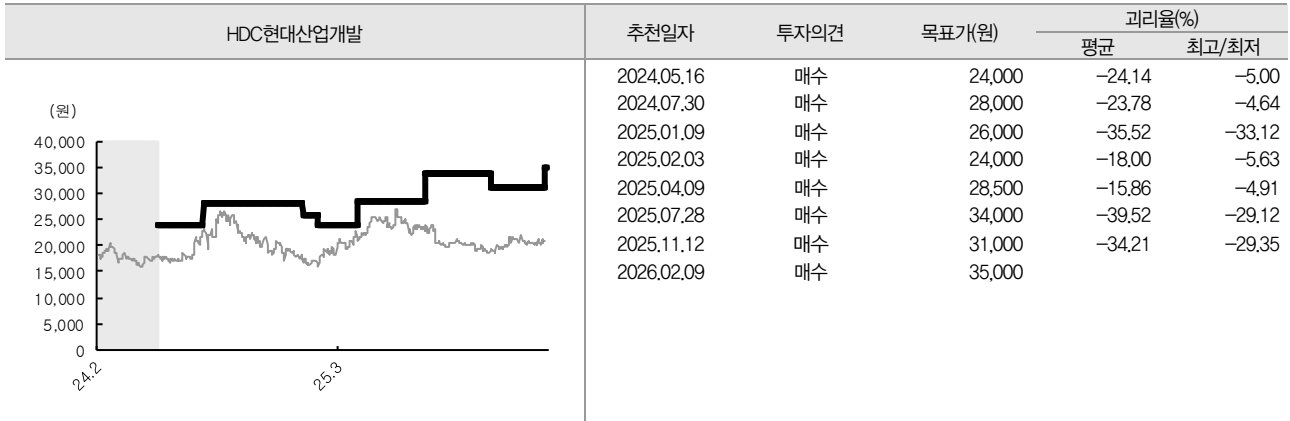 HDC현대산업개발
추천일자 투자의견 목표가(원) 괴리율(%)
평균 최고/최저
2024.05.16 매수 24,000 -24.14 -5.00
2024.07.30 매수 28,000 -23.78 -4.64
2025.01.09 매수 26,000 -35.52 -33.12
2025.02.03 매수 24,000 -18.00 -5.63
2025.04.09 매수 28,500 -15.86 -4.91
2025.07.28 매수 34,000 -39.52 -29.12
2025.11.12 매수 31,000 -34.21 -29.35
2026.02.09 매수 35,000
(원)
40,000
35,000
30,000
25,000
20,000
15,000
10,000
5,000
0
24.2 25.3